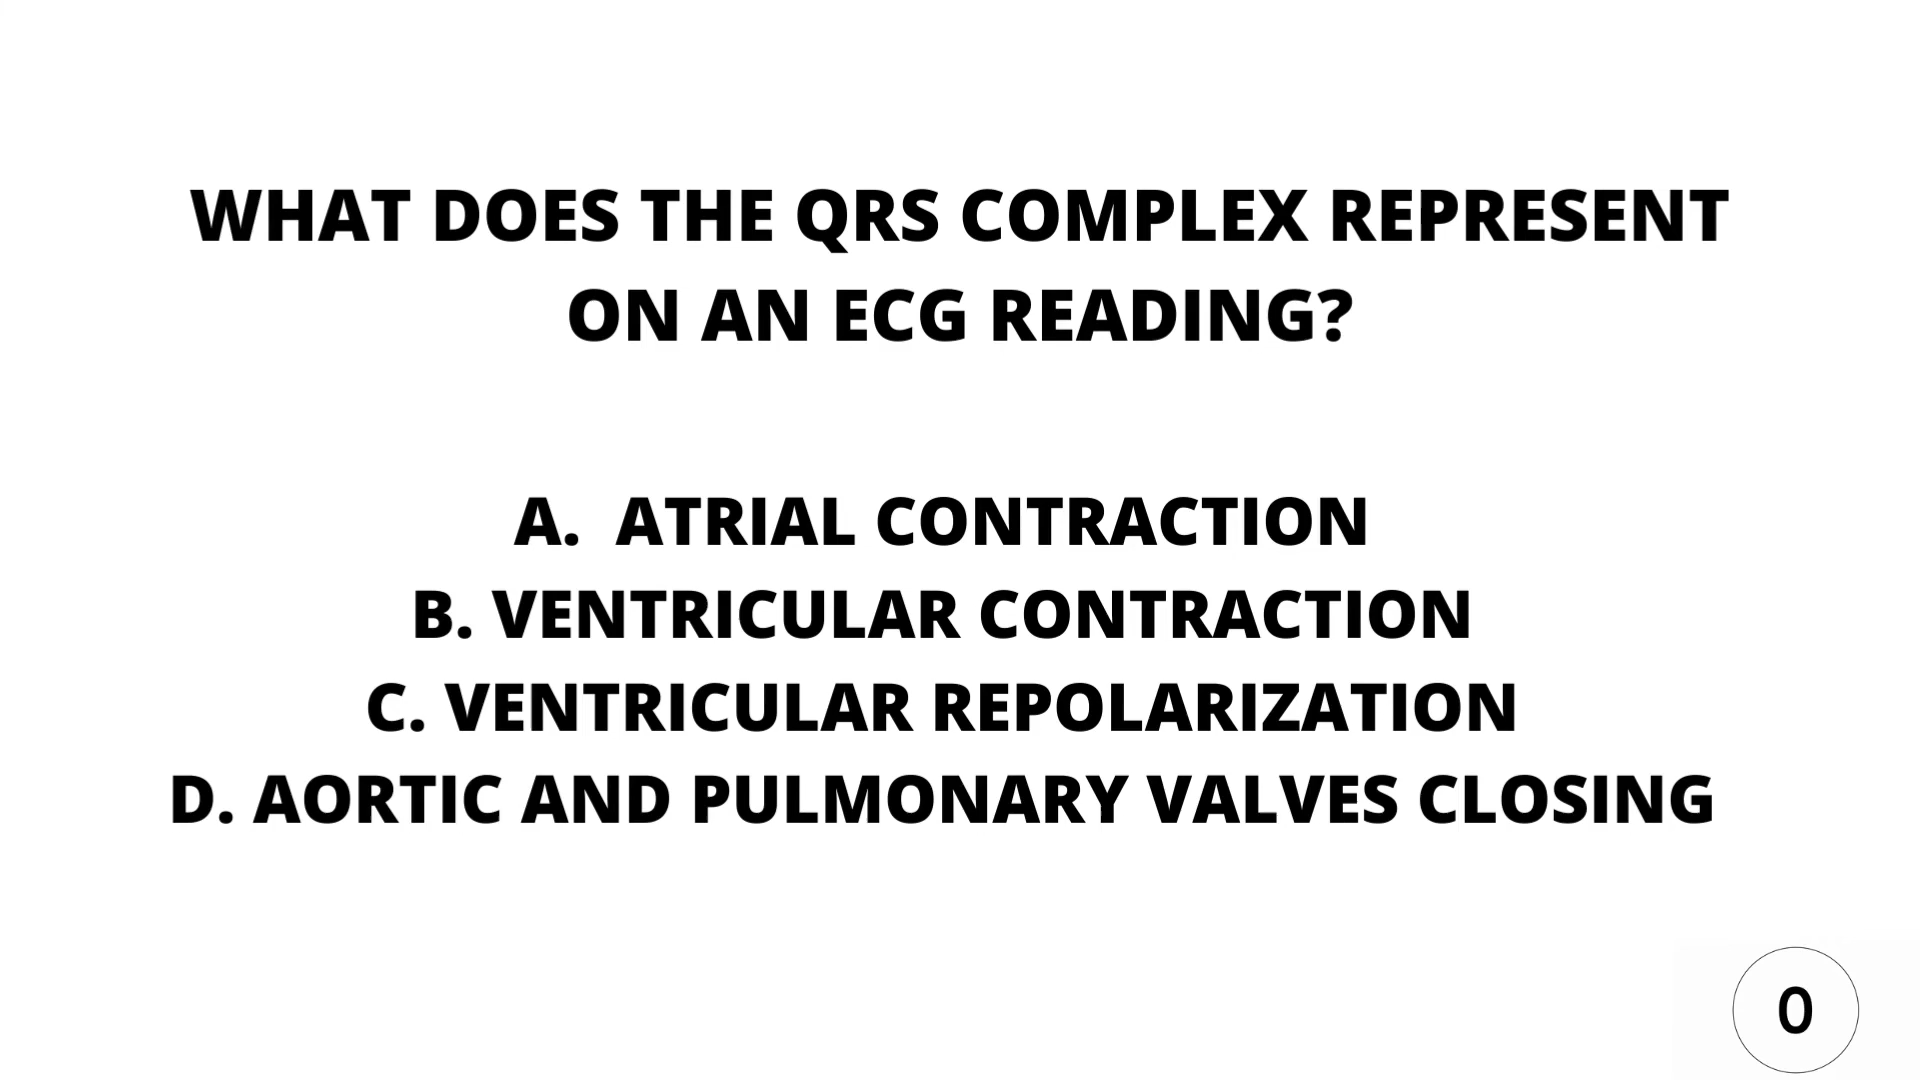 WHAT DOES THE QRS COMPLEX REPRESENT
ON AN ECG READING?
A. ATRIAL CONTRACTION
B. VENTRICULAR CONTRACTION
C. VENTRICULAR REPOLARIZATION
D. AORTIC AND PULMONARY VALVES CLOSING
0